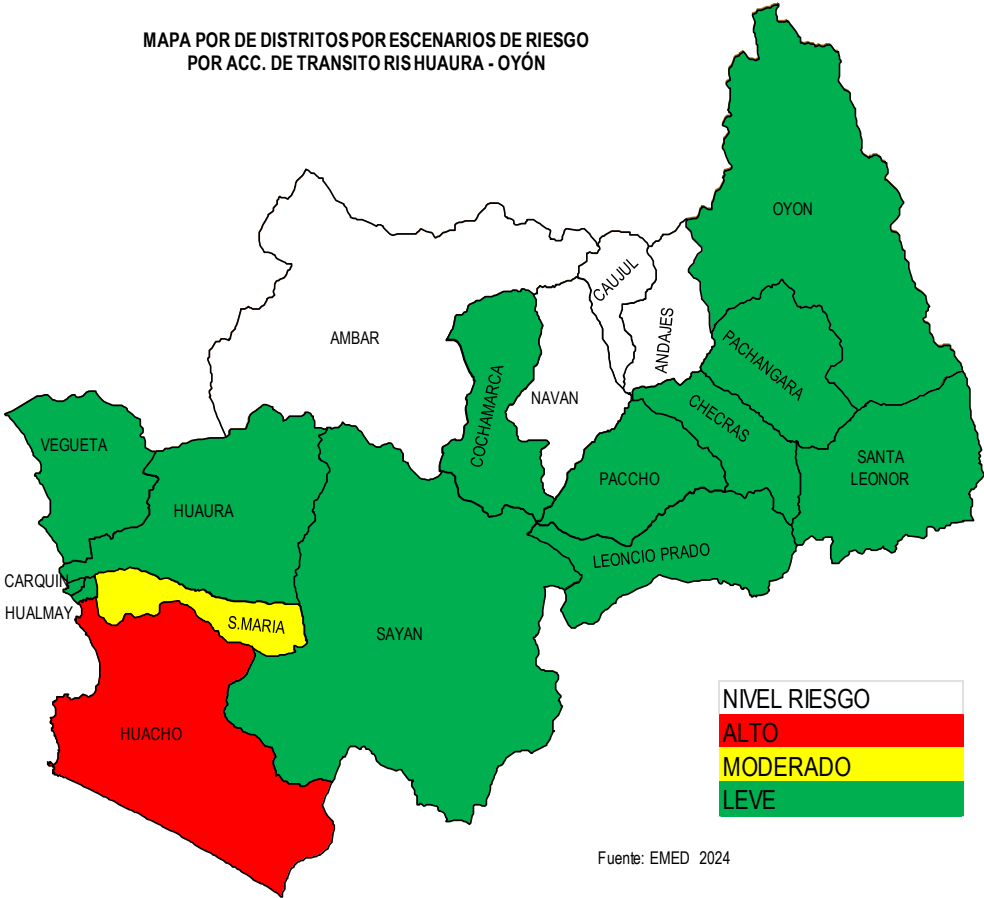 MAPA POR DE DISTRITOS POR ESCENARIOS DE RIESGO
POR ACC. DE TRANSITO RIS HUAURA - OYÓN
OYON
CAUJUL
ANDAJES
AMBAR
PACHANGARA
NAVAN
COCHAMARCA
CHECRAS
VEGUETA
SANTA
LEONOR
PACCHO
HUAURA
LEONCIO PRADO
CARQUIN
HUALMAY
S.MARIA
SAYAN
HUACHO
NIVEL RIESGO
ALTO
MODERADO
LEVE
Fuente: EMED 2024